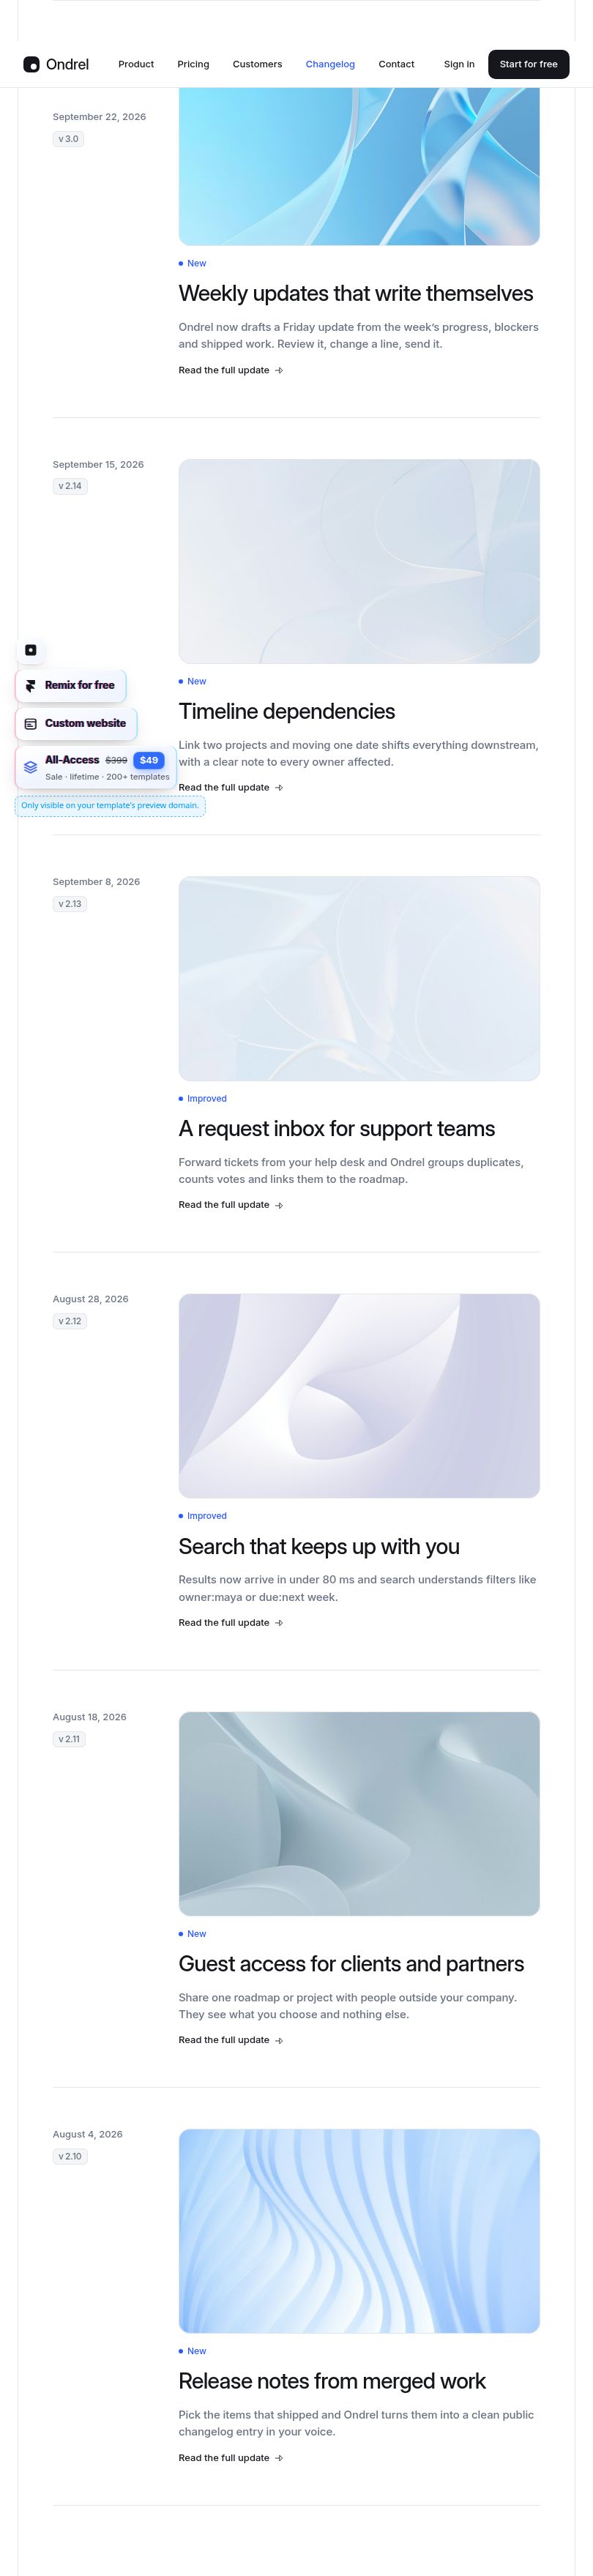 Ondrel
Product
Pricing
Customers
Changelog
Contact
Sign in
Start for free
September 22, 2026
v 3.0
New
Weekly updates that write themselves
Ondrel now drafts a Friday update from the week's progress, blockers
and shipped work. Review it, change a line, send it.
Read the full update
September 15, 2026
v 2.14
New
Timeline dependencies
Link two projects and moving one date shifts everything downstream,
with a clear note to every owner affected.
Read the full update
Remix for free
Custom website
All-Access $399 $49
Sale · lifetime · 200+ templates
Only visible on your template's preview domain.
September 8, 2026
v 2.13
Improved
A request inbox for support teams
Forward tickets from your help desk and Ondrel groups duplicates,
counts votes and links them to the roadmap.
Read the full update
August 28, 2026
v 2.12
Improved
Search that keeps up with you
Results now arrive in under 80 ms and search understands filters like
owner:maya or due:next week.
Read the full update
August 18, 2026
v 2.11
New
Guest access for clients and partners
Share one roadmap or project with people outside your company.
They see what you choose and nothing else.
Read the full update
August 4, 2026
v 2.10
New
Release notes from merged work
Pick the items that shipped and Ondrel turns them into a clean public
changelog entry in your voice.
Read the full update